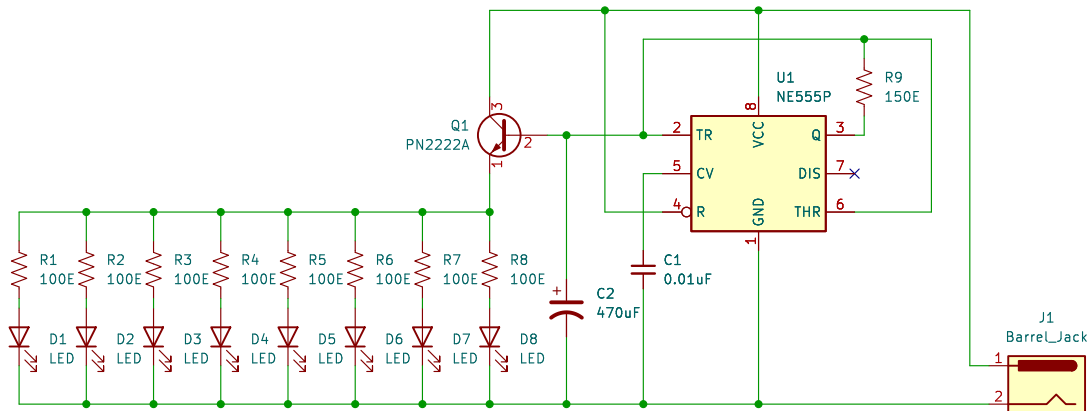 U1
NE555P
R9
150E
Q1
PN2222A
3
2
1
8
VCC
2
TR
Q
3
5
CV
DIS
7
4
R
GND
THR
6
1
R1
100E
R2
100E
R3
100E
R4
100E
R5
100E
R6
100E
R7
100E
R8
100E
C1
0.01uF
+
C2
470uF
D1
LED
D2
LED
D3
LED
D4
LED
D5
LED
D6
LED
D7
LED
D8
LED
J1
Barrel_Jack
1
2